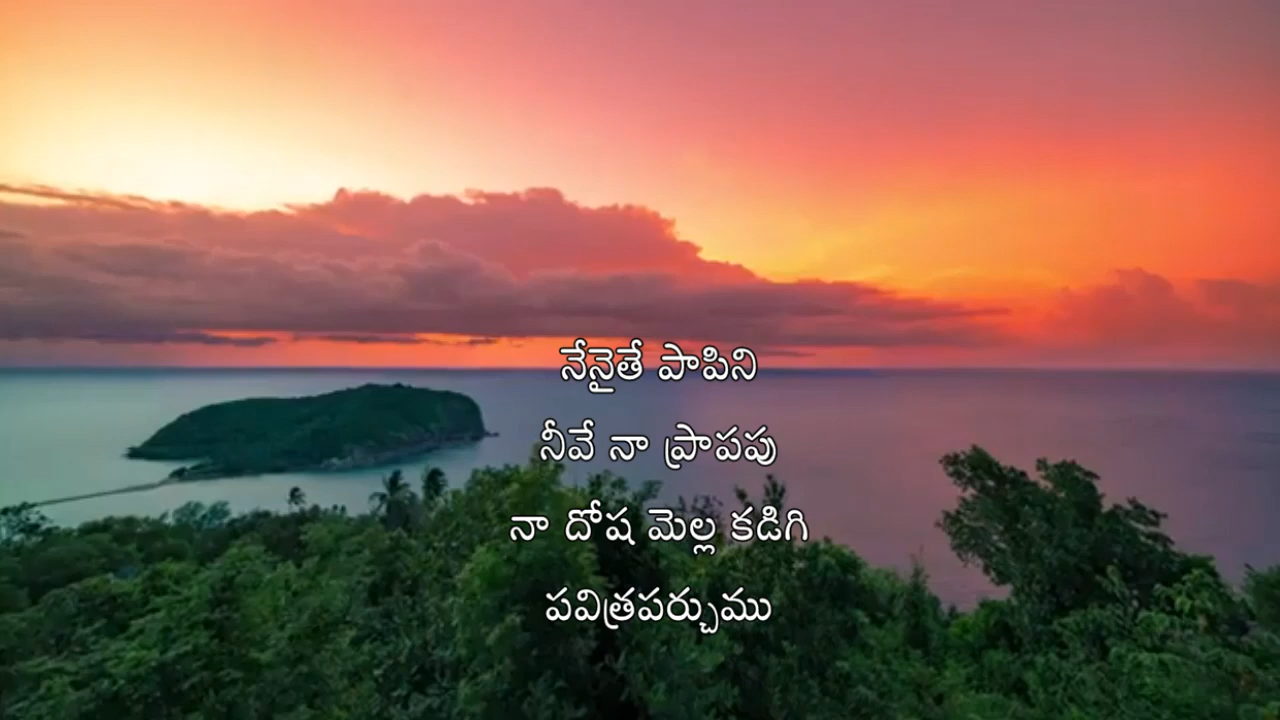 నేనైతే పాపిని
నీవే నా ప్రాపపు
నా దోష మెల్ల కడిగి
పవిత్రపర్చుము